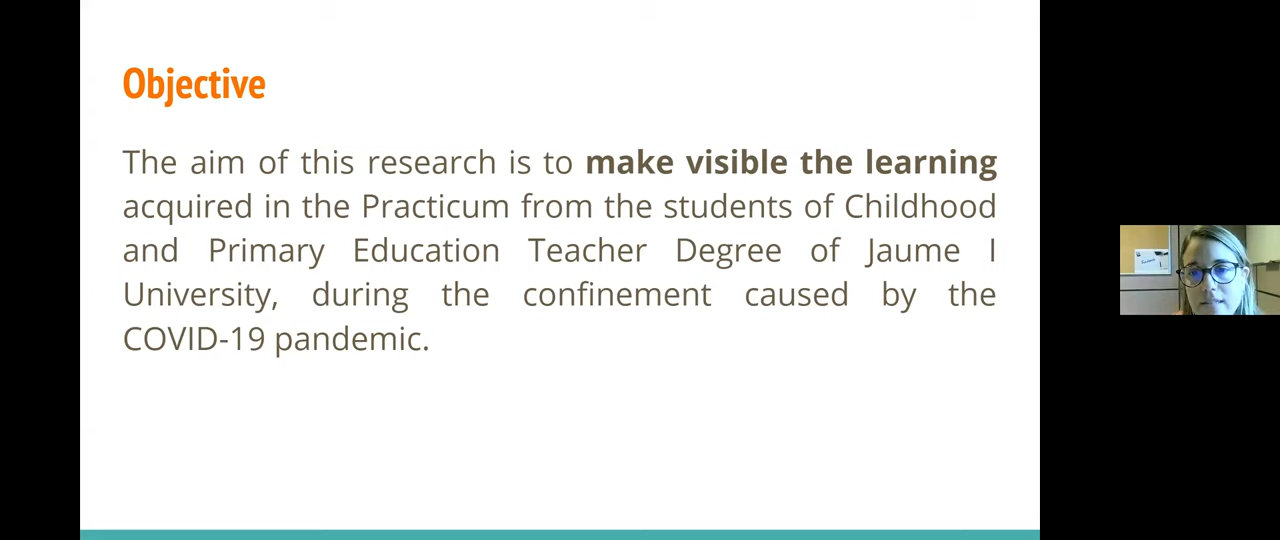 Objective
The aim of this research is to make visible the learning
acquired in the Practicum from the students of Childhood
and Primary Education Teacher Degree of Jaume I
University, during the confinement caused by the
COVID-19 pandemic.